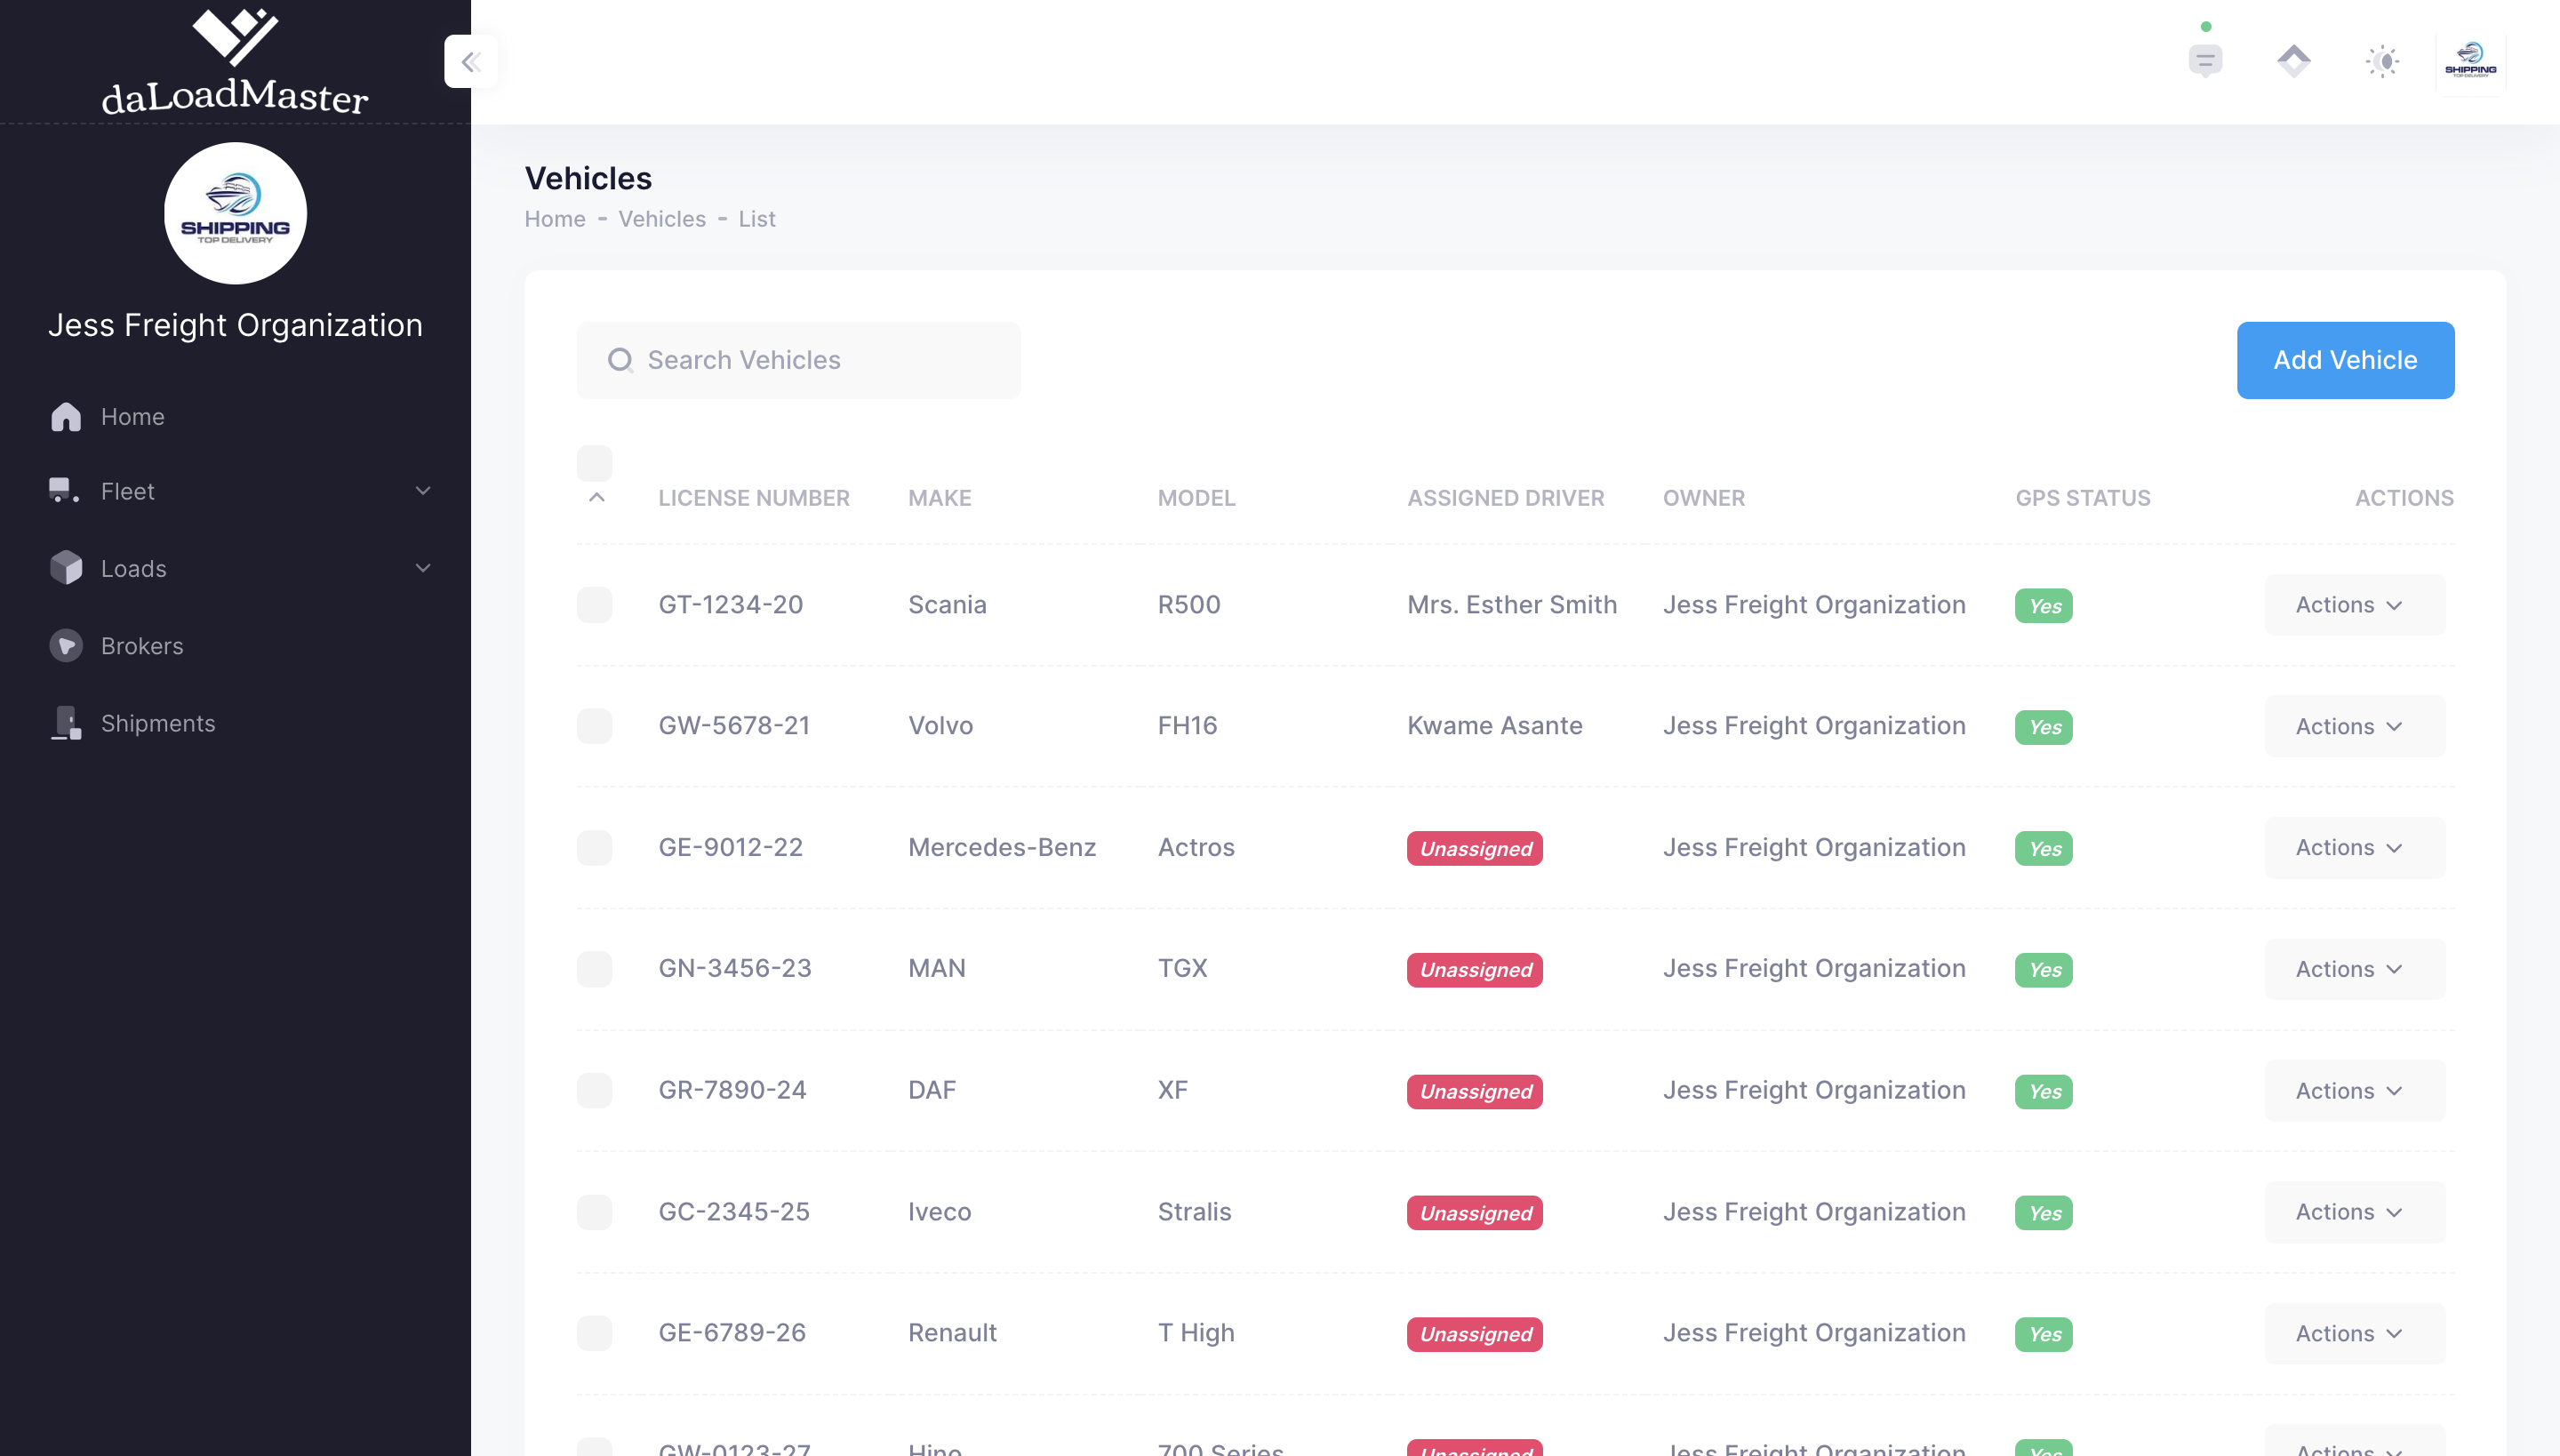 daLoadMaster
SHIPPING
TOP DELIVERY
Jess Freight Organization
Home
Fleet
Loads
Brokers
Shipments
SHIPPING
TOP DELIVERY
Vehicles
Home - Vehicles - List
Search Vehicles
Add Vehicle
LICENSE NUMBER MAKE MODEL ASSIGNED DRIVER OWNER GPS STATUS ACTIONS
GT-1234-20 Scania R500 Mrs. Esther Smith Jess Freight Organization Yes Actions
GW-5678-21 Volvo FH16 Kwame Asante Jess Freight Organization Yes Actions
GE-9012-22 Mercedes-Benz Actros Unassigned Jess Freight Organization Yes Actions
GN-3456-23 MAN TGX Unassigned Jess Freight Organization Yes Actions
GR-7890-24 DAF XF Unassigned Jess Freight Organization Yes Actions
GC-2345-25 Iveco Stralis Unassigned Jess Freight Organization Yes Actions
GE-6789-26 Renault T High Unassigned Jess Freight Organization Yes Actions
GW-0123-27 Hino 700 Series Unassigned Jess Freight Organization Yes Actions